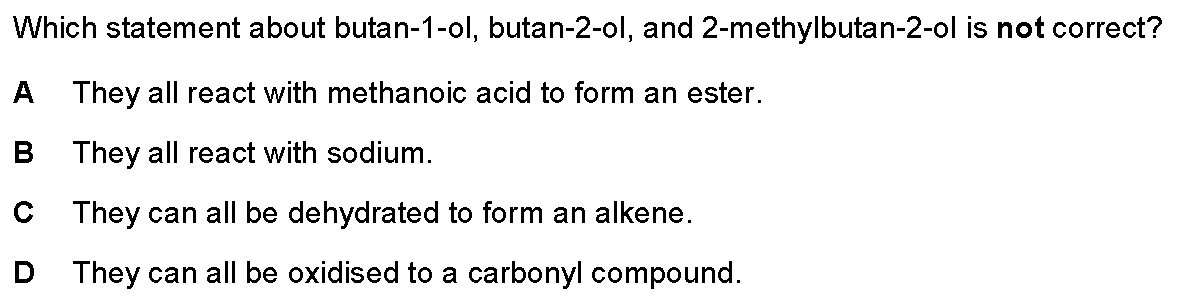 Which statement about butan-1-ol, butan-2-ol, and 2-methylbutan-2-ol is not correct?
A They all react with methanoic acid to form an ester.
B They all react with sodium.
C They can all be dehydrated to form an alkene.
D They can all be oxidised to a carbonyl compound.